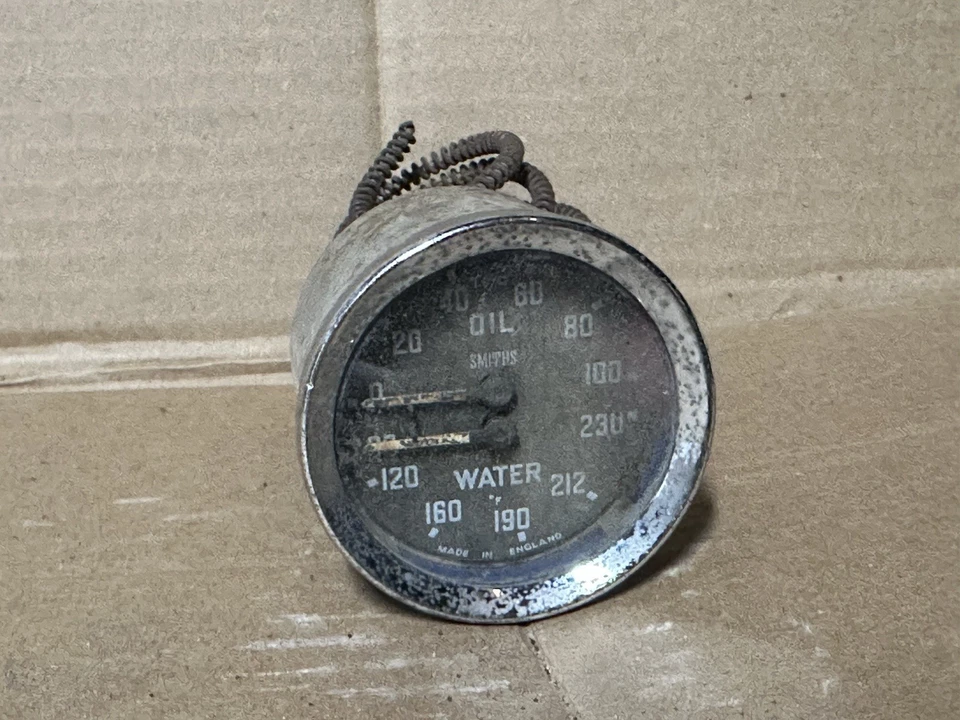 40 60
OIL
20 80
SMITHS
0 100
230
120 WATER 212
°F
160 190
MADE IN ENGLAND